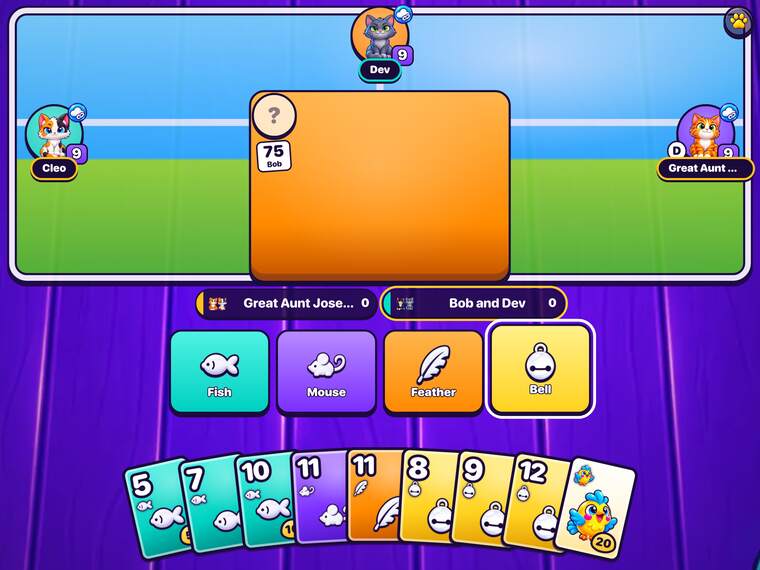 9
Dev
?
75
Bob
9
Cleo
D
9
Great Aunt ...
Great Aunt Jose... 0
Bob and Dev 0
Fish
Mouse
Feather
Bell
5
7
10
11
11
8
9
12
20